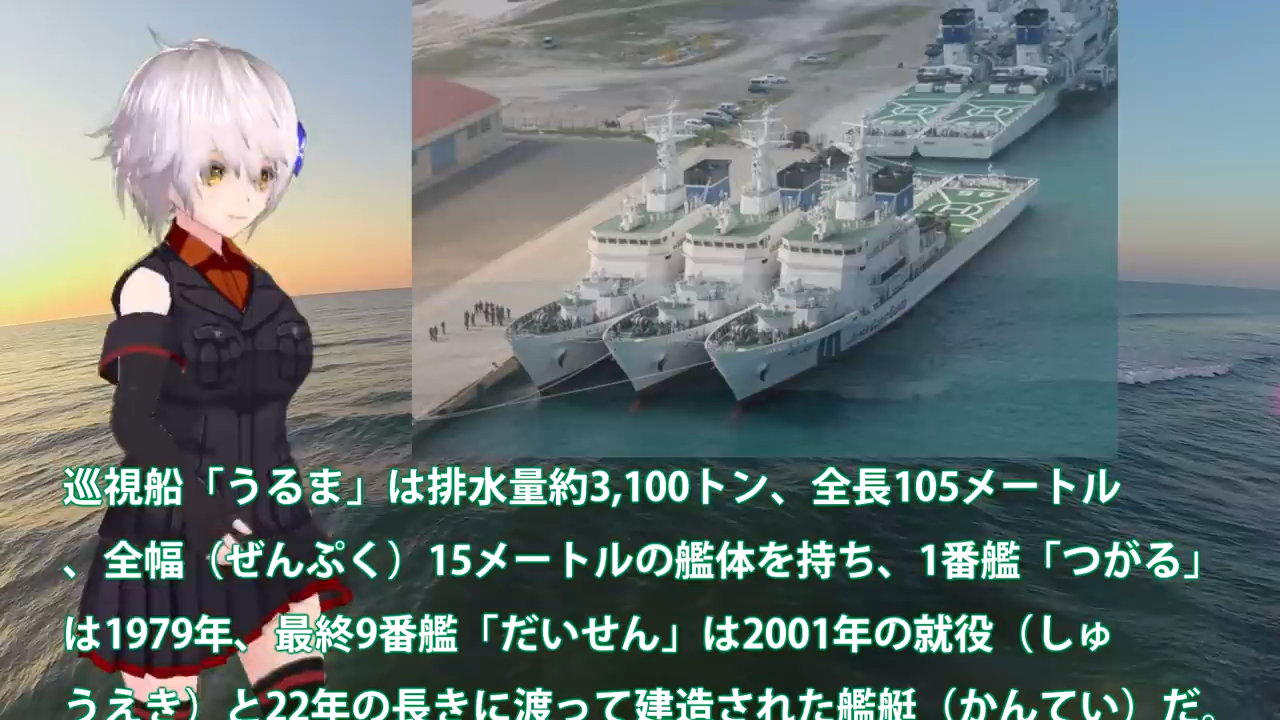 巡視船「うるま」は排水量約3,100トン、全長105メートル
、全幅（ぜんぷく）15メートルの艦体を持ち、1番艦「つがる」
は1979年、最終9番艦「だいせん」は2001年の就役（しゅ
うえき）と22年の長きに渡って建造された艦艇（かんてい）だ。